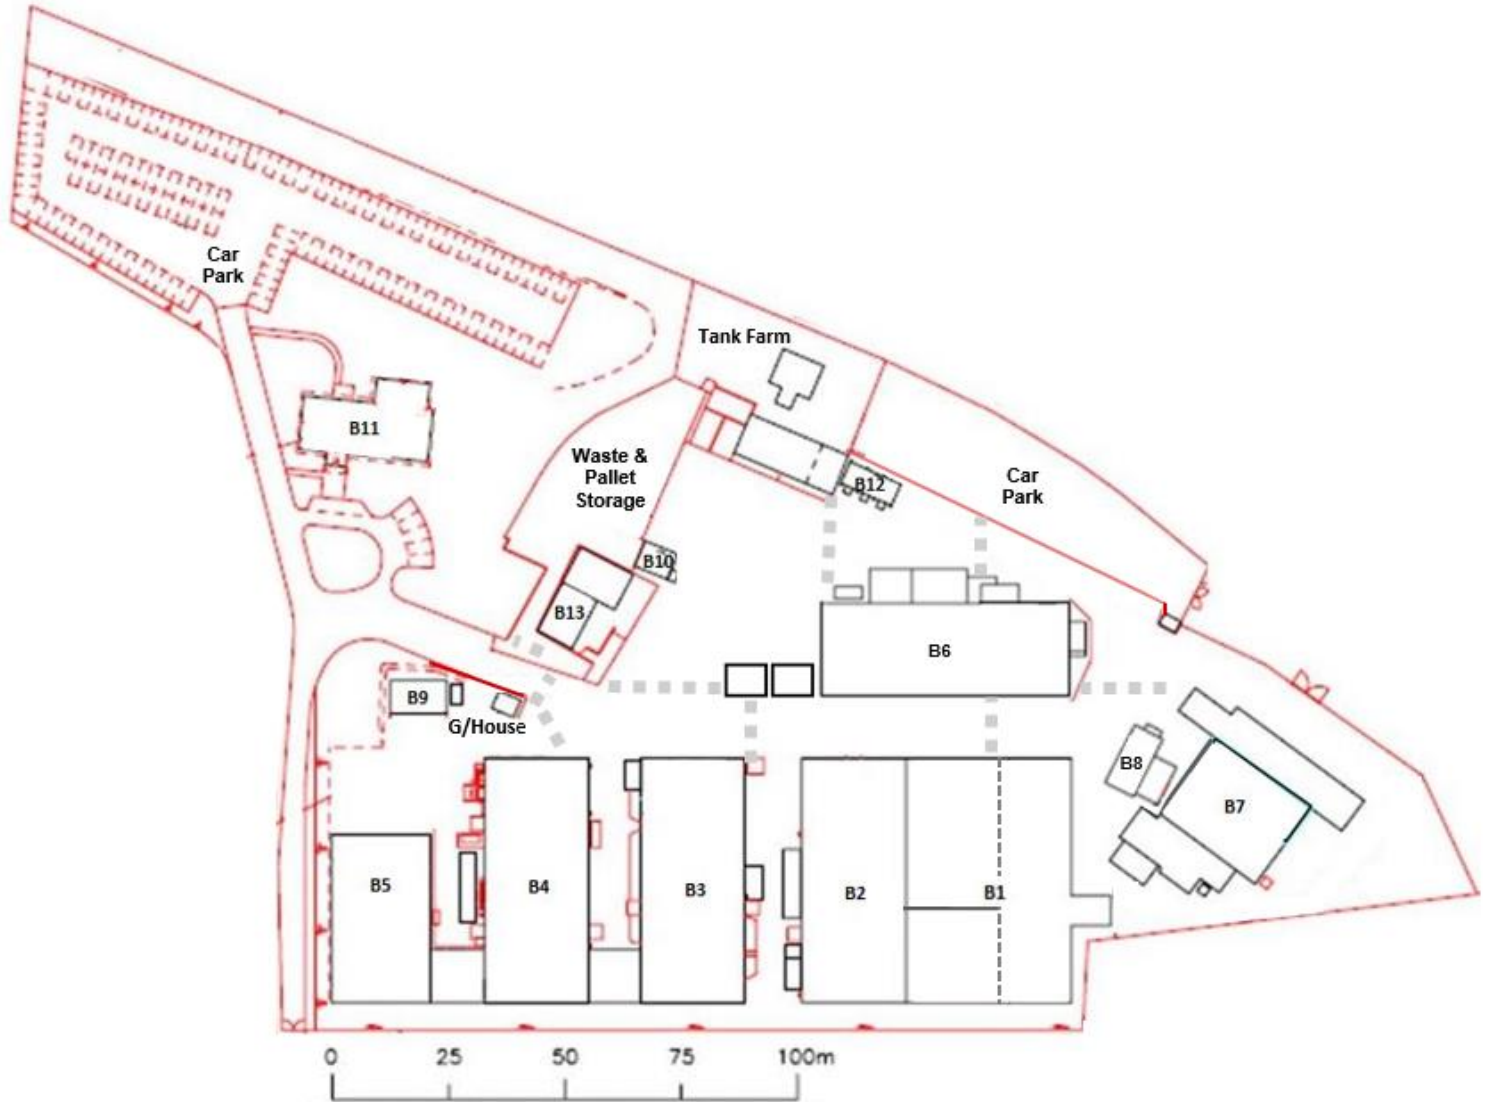 Car
Park
Tank Farm
B11
Waste &
Pallet
Storage
B12
Car
Park
B10
B13
B6
B9
G/House
B8
B7
B5
B4
B3
B2
B1
0 25 50 75 100m